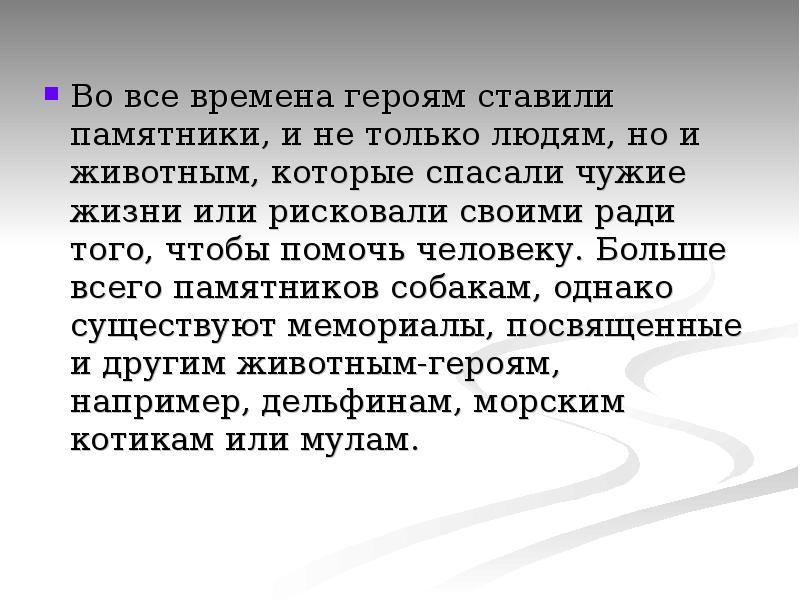 Во все времена героям ставили
памятники, и не только людям, но и
животным, которые спасали чужие
жизни или рисковали своими ради
того, чтобы помочь человеку. Больше
всего памятников собакам, однако
существуют мемориалы, посвященные
и другим животным-героям,
например, дельфинам, морским
котикам или мулам.